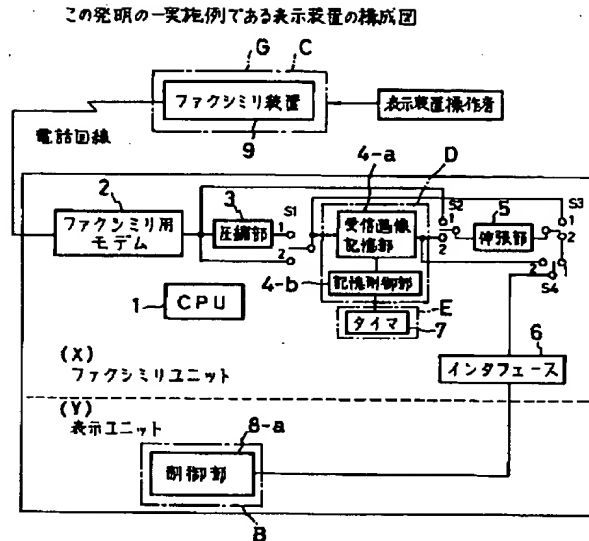 この発明の一実施例である表示装置の構成図
G C
ファクシミリ装置
表示装置操作者
9
電話回線
4-a D
2
ファクシミリ用
モデム
3
圧縮部
S1
1
2
受信画像
記憶部
S2
1
2
5
伸張部
S3
1
2
2 1
S4
4-b
記憶制御部
E
1
CPU
タイマ
7
(X)
ファクシミリユニット
6
インタフェース
(Y)
表示ユニット
8-a
制御部
B